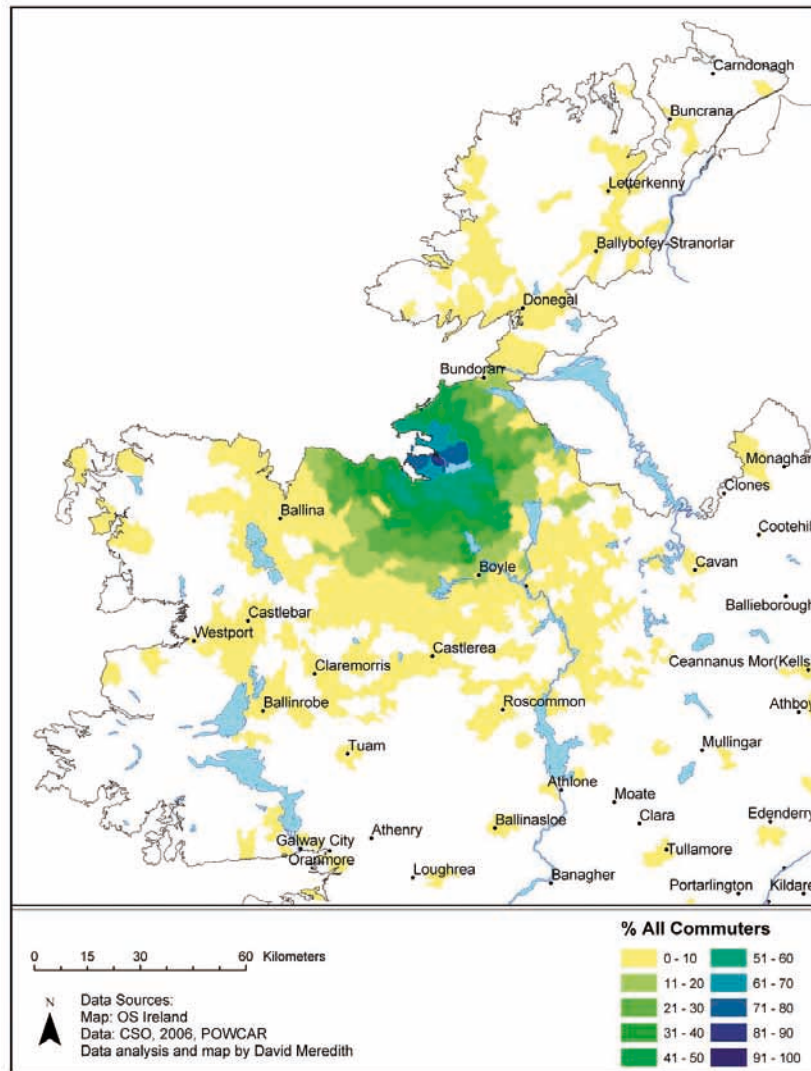 Carndonagh
Buncrana
Letterkenny
Ballybofey-Stranorlar
Donegal
Bundoran
Monaghan
Clones
Ballina
Cootehill
Boyle
Cavan
Castlebar
Ballieborough
Westport
Castlerea
Claremorris
Ceannanus Mor(Kells
Ballinrobe
Roscommon
Athboy
Tuam
Mullingar
Athlone
Moate
Ballinasloe
Clara
Edenderry
Athenry
Galway City
Tullamore
Oranmore
Loughrea
Banagher
Portarlington
Kildare
% All Commuters
0 15 30 60 Kilometers
0 - 10 51 - 60
11 - 20 61 - 70
21 - 30 71 - 80
31 - 40 81 - 90
41 - 50 91 - 100
N
Data Sources:
Map: OS Ireland
Data: CSO, 2006, POWCAR
Data analysis and map by David Meredith